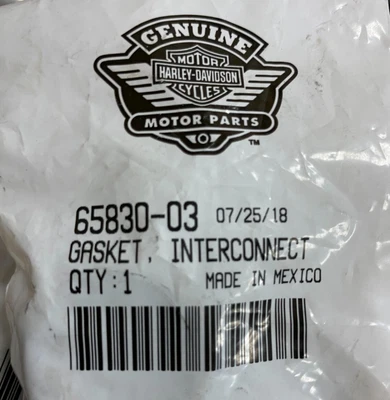 GENUINE
MOTOR
HARLEY-DAVIDSON
CYCLES
MOTOR PARTS
TM
65830-03 07/25/18
GASKET, INTERCONNECT
QTY:1 MADE IN MEXICO